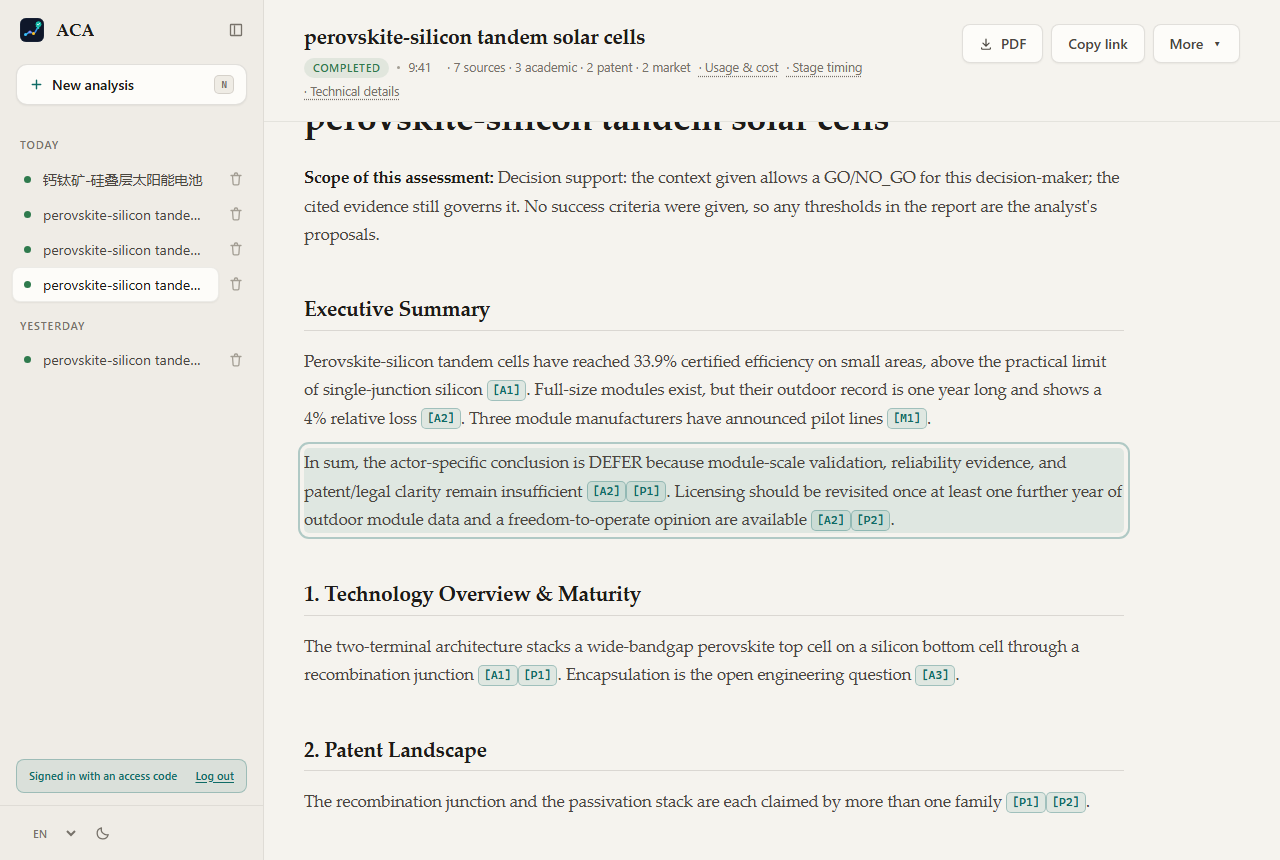 ACA
New analysis
N
TODAY
钙钛矿-硅叠层太阳能电池
perovskite-silicon tande...
perovskite-silicon tande...
perovskite-silicon tande...
YESTERDAY
perovskite-silicon tande...
Signed in with an access code Log out
EN
perovskite-silicon tandem solar cells
COMPLETED • 9:41 · 7 sources · 3 academic · 2 patent · 2 market · Usage & cost · Stage timing
· Technical details
PDF
Copy link
More
perovskite-silicon tandem solar cells
Scope of this assessment: Decision support: the context given allows a GO/NO_GO for this decision-maker; the
cited evidence still governs it. No success criteria were given, so any thresholds in the report are the analyst's
proposals.
Executive Summary
Perovskite-silicon tandem cells have reached 33.9% certified efficiency on small areas, above the practical limit
of single-junction silicon [A1]. Full-size modules exist, but their outdoor record is one year long and shows a
4% relative loss [A2]. Three module manufacturers have announced pilot lines [M1].
In sum, the actor-specific conclusion is DEFER because module-scale validation, reliability evidence, and
patent/legal clarity remain insufficient [A2][P1]. Licensing should be revisited once at least one further year of
outdoor module data and a freedom-to-operate opinion are available [A2][P2].
1. Technology Overview & Maturity
The two-terminal architecture stacks a wide-bandgap perovskite top cell on a silicon bottom cell through a
recombination junction [A1][P1]. Encapsulation is the open engineering question [A3].
2. Patent Landscape
The recombination junction and the passivation stack are each claimed by more than one family [P1][P2].